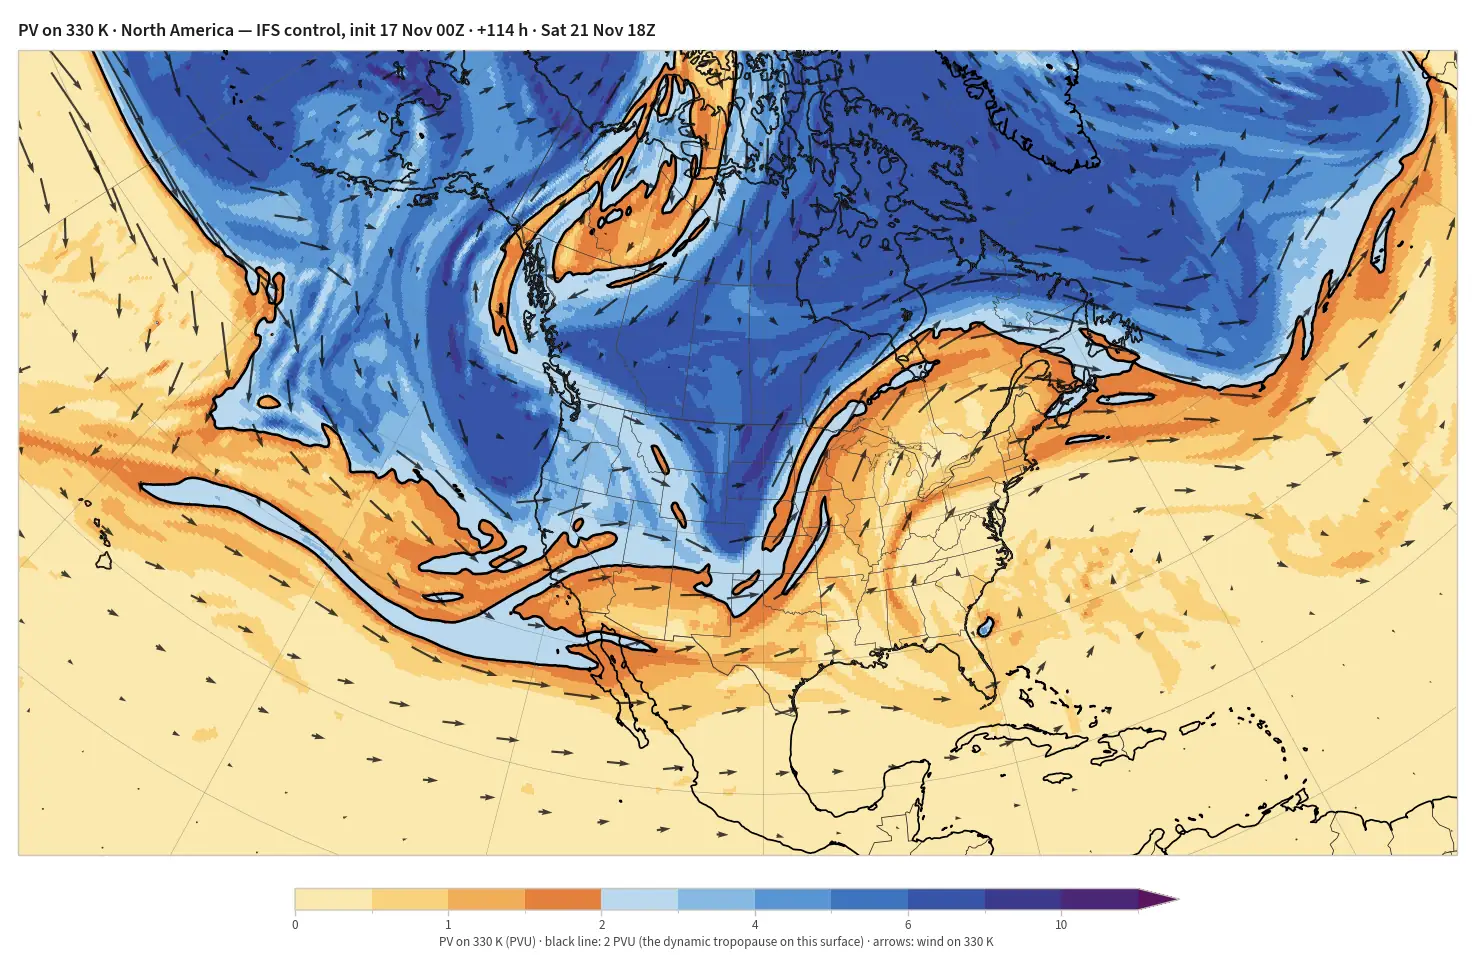 PV on 330 K · North America — IFS control, init 17 Nov 00Z · +114 h · Sat 21 Nov 18Z
0 1 2 4 6 10
PV on 330 K (PVU) · black line: 2 PVU (the dynamic tropopause on this surface) · arrows: wind on 330 K